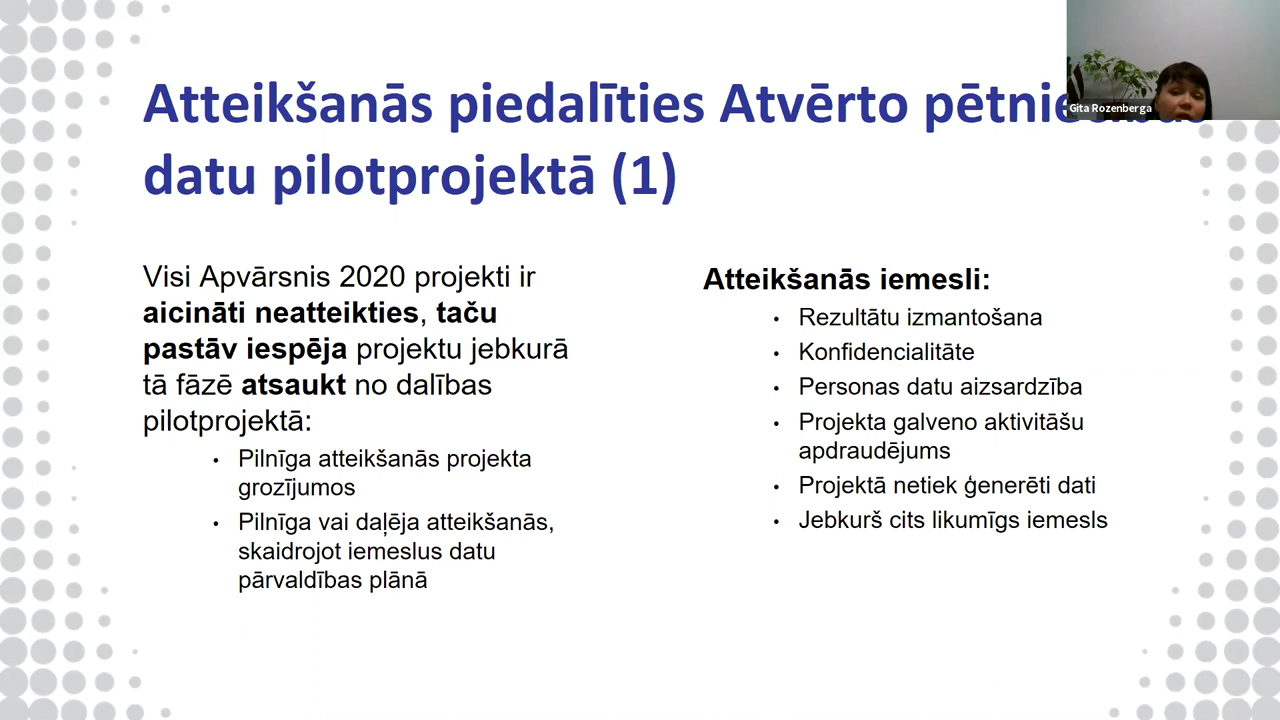 Atteikšanās piedalīties Atvērto
datu pilotprojektā (1)
Gita Rozenberga
Visi Apvārsnis 2020 projekti ir
aicināti neatteikties, taču
pastāv iespēja projektu jebkurā
tā fāzē atsaukt no dalības
pilotprojektā:
• Pilnīga atteikšanās projekta
grozījumos
• Pilnīga vai daļēja atteikšanās,
skaidrojot iemeslus datu
pārvaldības plānā
Atteikšanās iemesli:
• Rezultātu izmantošana
• Konfidencialitāte
• Personas datu aizsardzība
• Projekta galveno aktivitāšu
apdraudējums
• Projektā netiek ģenerēti dati
• Jebkurš cits likumīgs iemesls